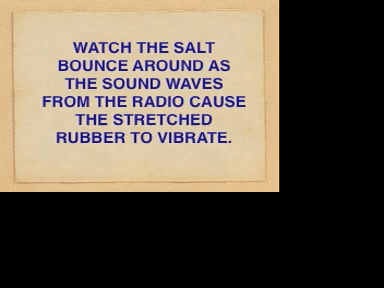 WATCH THE SALT
BOUNCE AROUND AS
THE SOUND WAVES
FROM THE RADIO CAUSE
THE STRETCHED
RUBBER TO VIBRATE.